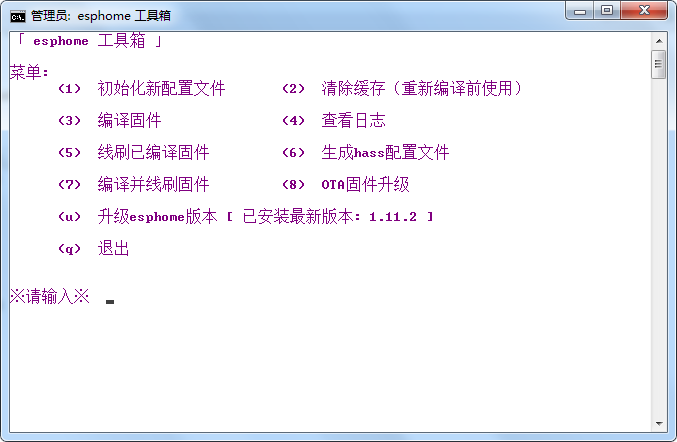 管理员: esphome 工具箱
「 esphome 工具箱 」
菜单:
(1) 初始化新配置文件 (2) 清除缓存（重新编译前使用）
(3) 编译固件 (4) 查看日志
(5) 线刷已编译固件 (6) 生成hass配置文件
(7) 编译并线刷固件 (8) OTA固件升级
(u) 升级esphome版本 [ 已安装最新版本: 1.11.2 ]
(q) 退出
※请输入※